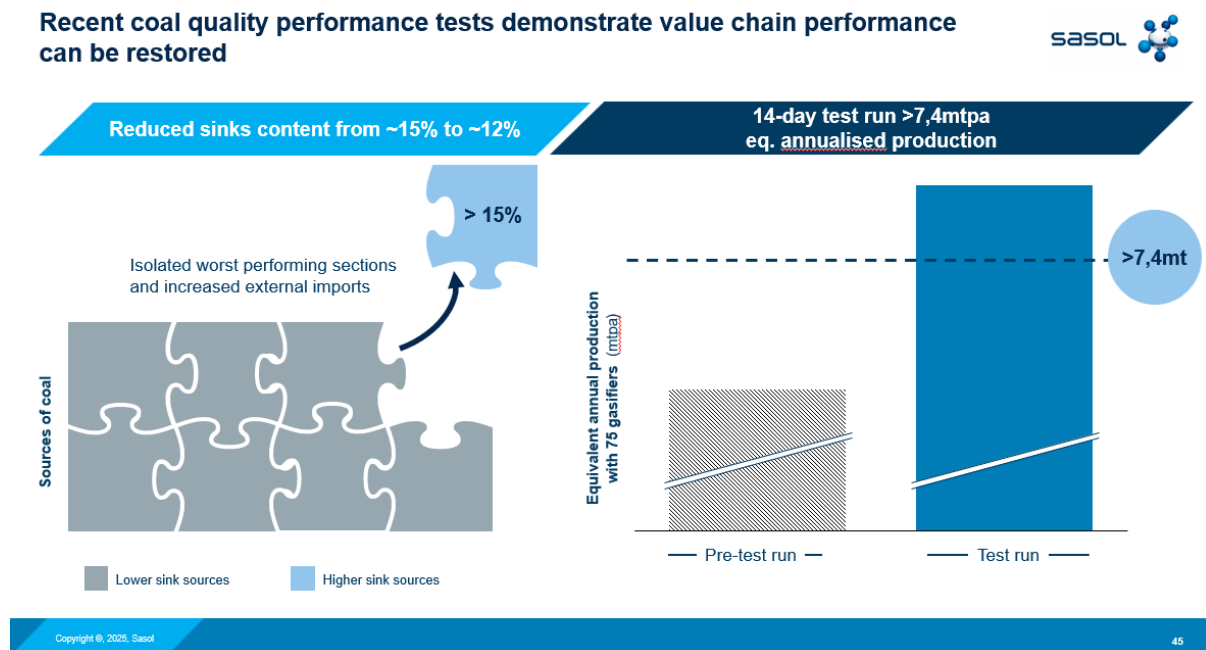 Recent coal quality performance tests demonstrate value chain performance
can be restored
sasol
Reduced sinks content from ~15% to ~12%
14-day test run >7,4mtpa
eq. annualised production
> 15%
Isolated worst performing sections
and increased external imports
Sources of coal
Lower sink sources
Higher sink sources
Equivalent annual production
with 75 gasifiers (mtpa)
>7,4mt
Pre-test run
Test run
Copyright ©, 2025, Sasol
45